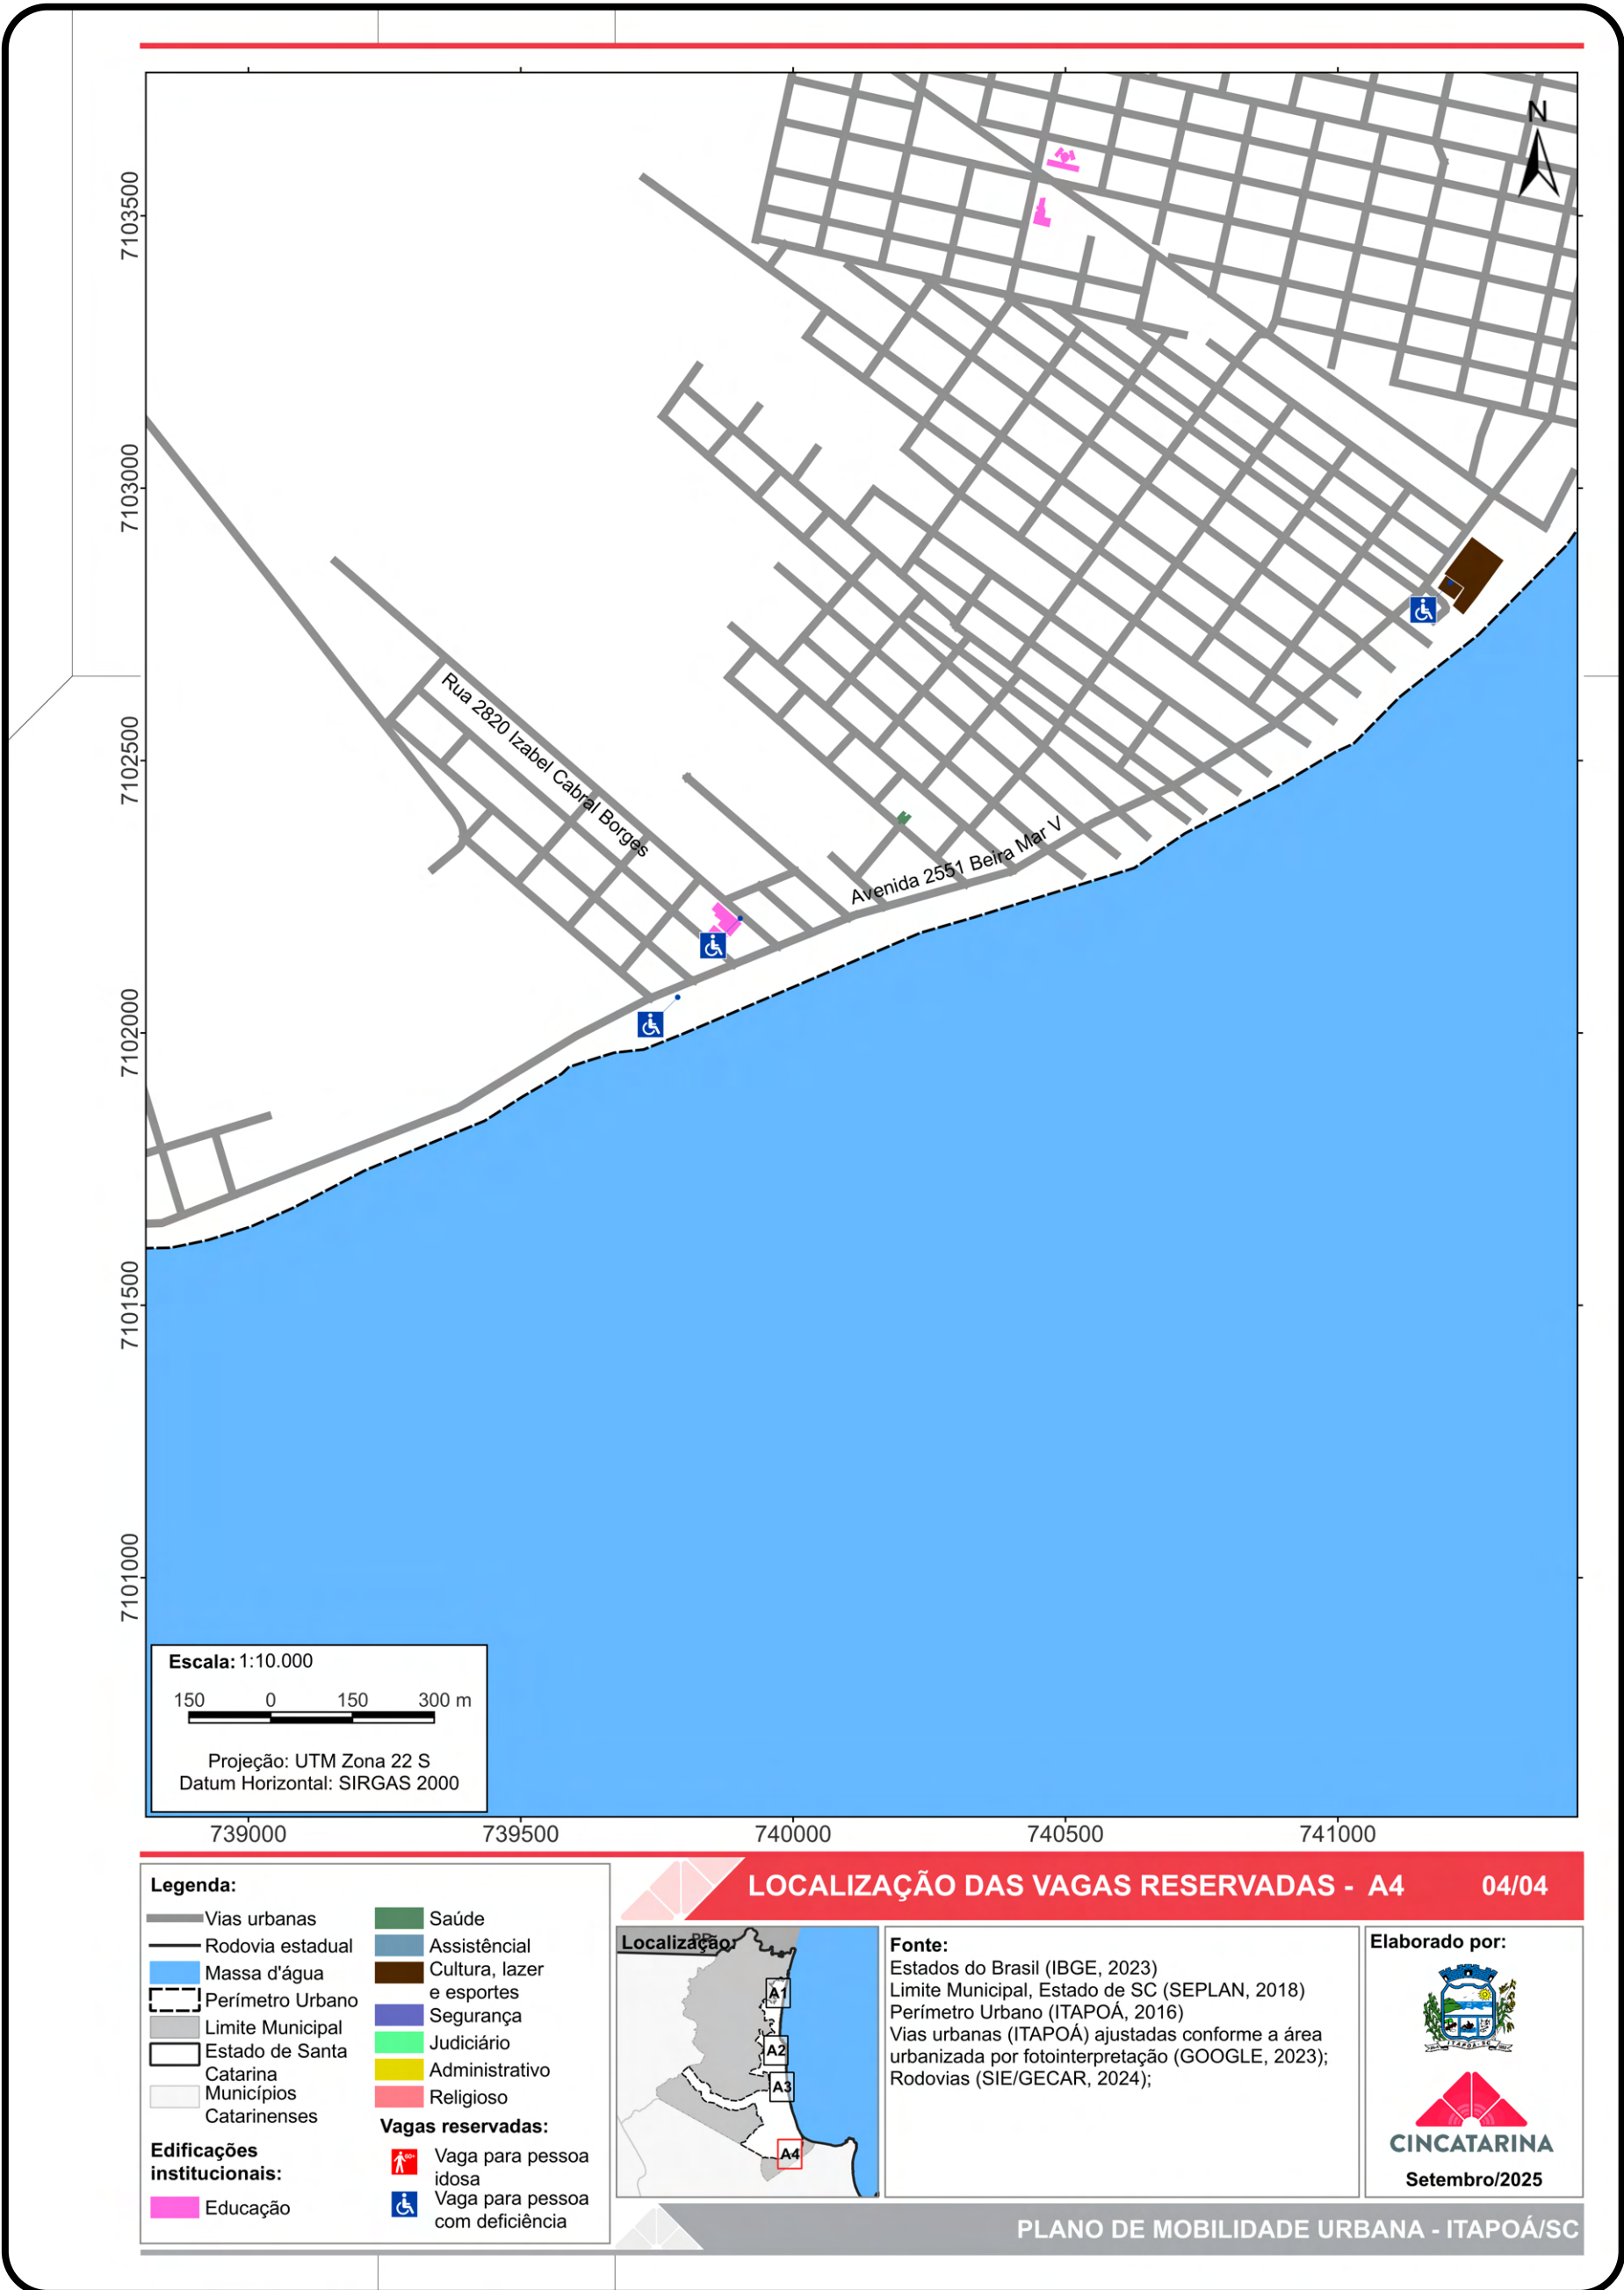 N
7103500
7103000
7102500
7102000
7101500
7101000
Rua 2820 Izabel Cabral Borges
Avenida 2551 Beira Mar V
Escala: 1:10.000
150 0 150 300 m
Projeção: UTM Zona 22 S
Datum Horizontal: SIRGAS 2000
739000 739500 740000 740500 741000
Legenda:
Vias urbanas
Rodovia estadual
Massa d'água
Perímetro Urbano
Limite Municipal
Estado de Santa
Catarina
Municípios
Catarinenses
Edificações
institucionais:
Educação
Saúde
Assistêncial
Cultura, lazer
e esportes
Segurança
Judiciário
Administrativo
Religioso
Vagas reservadas:
Vaga para pessoa
idosa
Vaga para pessoa
com deficiência
LOCALIZAÇÃO DAS VAGAS RESERVADAS - A4 04/04
Localização:
PR
A1
A2
A3
A4
Fonte:
Estados do Brasil (IBGE, 2023)
Limite Municipal, Estado de SC (SEPLAN, 2018)
Perímetro Urbano (ITAPOÁ, 2016)
Vias urbanas (ITAPOÁ) ajustadas conforme a área
urbanizada por fotointerpretação (GOOGLE, 2023);
Rodovias (SIE/GECAR, 2024);
Elaborado por:
ITAPOÁ-SC
CINCATARINA
Setembro/2025
PLANO DE MOBILIDADE URBANA - ITAPOÁ/SC